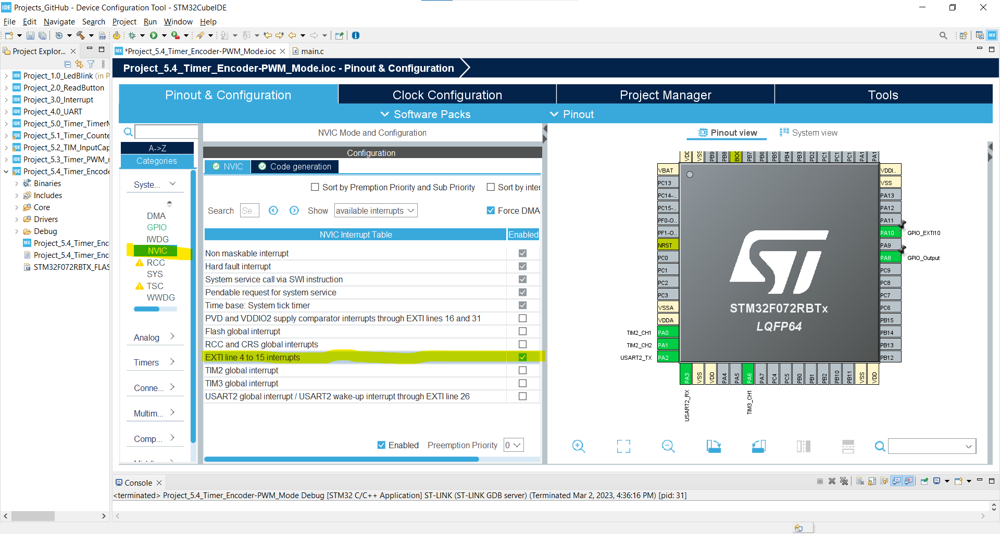 Projects_GitHub - Device Configuration Tool - STM32CubeIDE
File Edit Navigate Search Project Run Window Help
Project Explor...
*Project_5.4_Timer_Encoder-PWM_Mode.ioc
main.c
Project_5.4_Timer_Encoder-PWM_Mode.ioc - Pinout & Configuration
Project_1.0_LedBlink (in P
Project_2.0_ReadButton
Project_3.0_Interrupt
Project_4.0_UART
Project_5.0_Timer_TimerM
Project_5.1_Timer_Counte
Project_5.2_TIM_InputCap
Project_5.3_Timer_PWM_
Project_5.4_Timer_Encode
Binaries
Includes
Core
Drivers
Debug
Project_5.4_Timer_Enc
Project_5.4_Timer_Enc
STM32F072RBTX_FLAS
Pinout & Configuration
Clock Configuration
Project Manager
Tools
Software Packs
Pinout
A->Z
Categories
Syste...
DMA
GPIO
IWDG
NVIC
RCC
SYS
TSC
WWDG
Analog
Timers
Conne...
Multim...
Comp...
NVIC Mode and Configuration
Configuration
NVIC
Code generation
Sort by Premption Priority and Sub Priority
Sort by inter
Search
Se...
Show
available interrupts
Force DMA
NVIC Interrupt Table
Enabled
Non maskable interrupt
Hard fault interrupt
System service call via SWI instruction
Pendable request for system service
Time base: System tick timer
PVD and VDDIO2 supply comparator interrupts through EXTI lines 16 and 31
Flash global interrupt
RCC and CRS global interrupts
EXTI line 4 to 15 interrupts
TIM2 global interrupt
TIM3 global interrupt
USART2 global interrupt / USART2 wake-up interrupt through EXTI line 26
Enabled
Preemption Priority
0
Pinout view
System view
VDD
VSS
PB9
PB8
BOO
PB7
PB6
PB5
PB4
PB3
PD2
PC1
PC1
PC1
PA1
PA1
VBAT
PC13
PC14-..
PC15-..
PF0-O..
PF1-O..
NRST
PC0
PC1
PC2
PC3
VSSA
VDDA
TIM2_CH1 PA0
TIM2_CH2 PA1
USART2_TX PA2
VDDI..
VSS
PA13
PA12
PA11
PA10 GPIO_EXTI10
PA9
PA8 GPIO_Output
PC9
PC8
PC7
PC6
PB15
PB14
PB13
PB12
ST
STM32F072RBTx
LQFP64
PA3
VSS
VDD
PA4
PA5
PA6
PA7
PC4
PC5
PB0
PB1
PB2
PB10
PB11
VSS
VDD
USART2_RX
TIM3_CH1
Console
<terminated> Project_5.4_Timer_Encoder-PWM_Mode Debug [STM32 C/C++ Application] ST-LINK (ST-LINK GDB server) (Terminated Mar 2, 2023, 4:36:16 PM) [pid: 31]